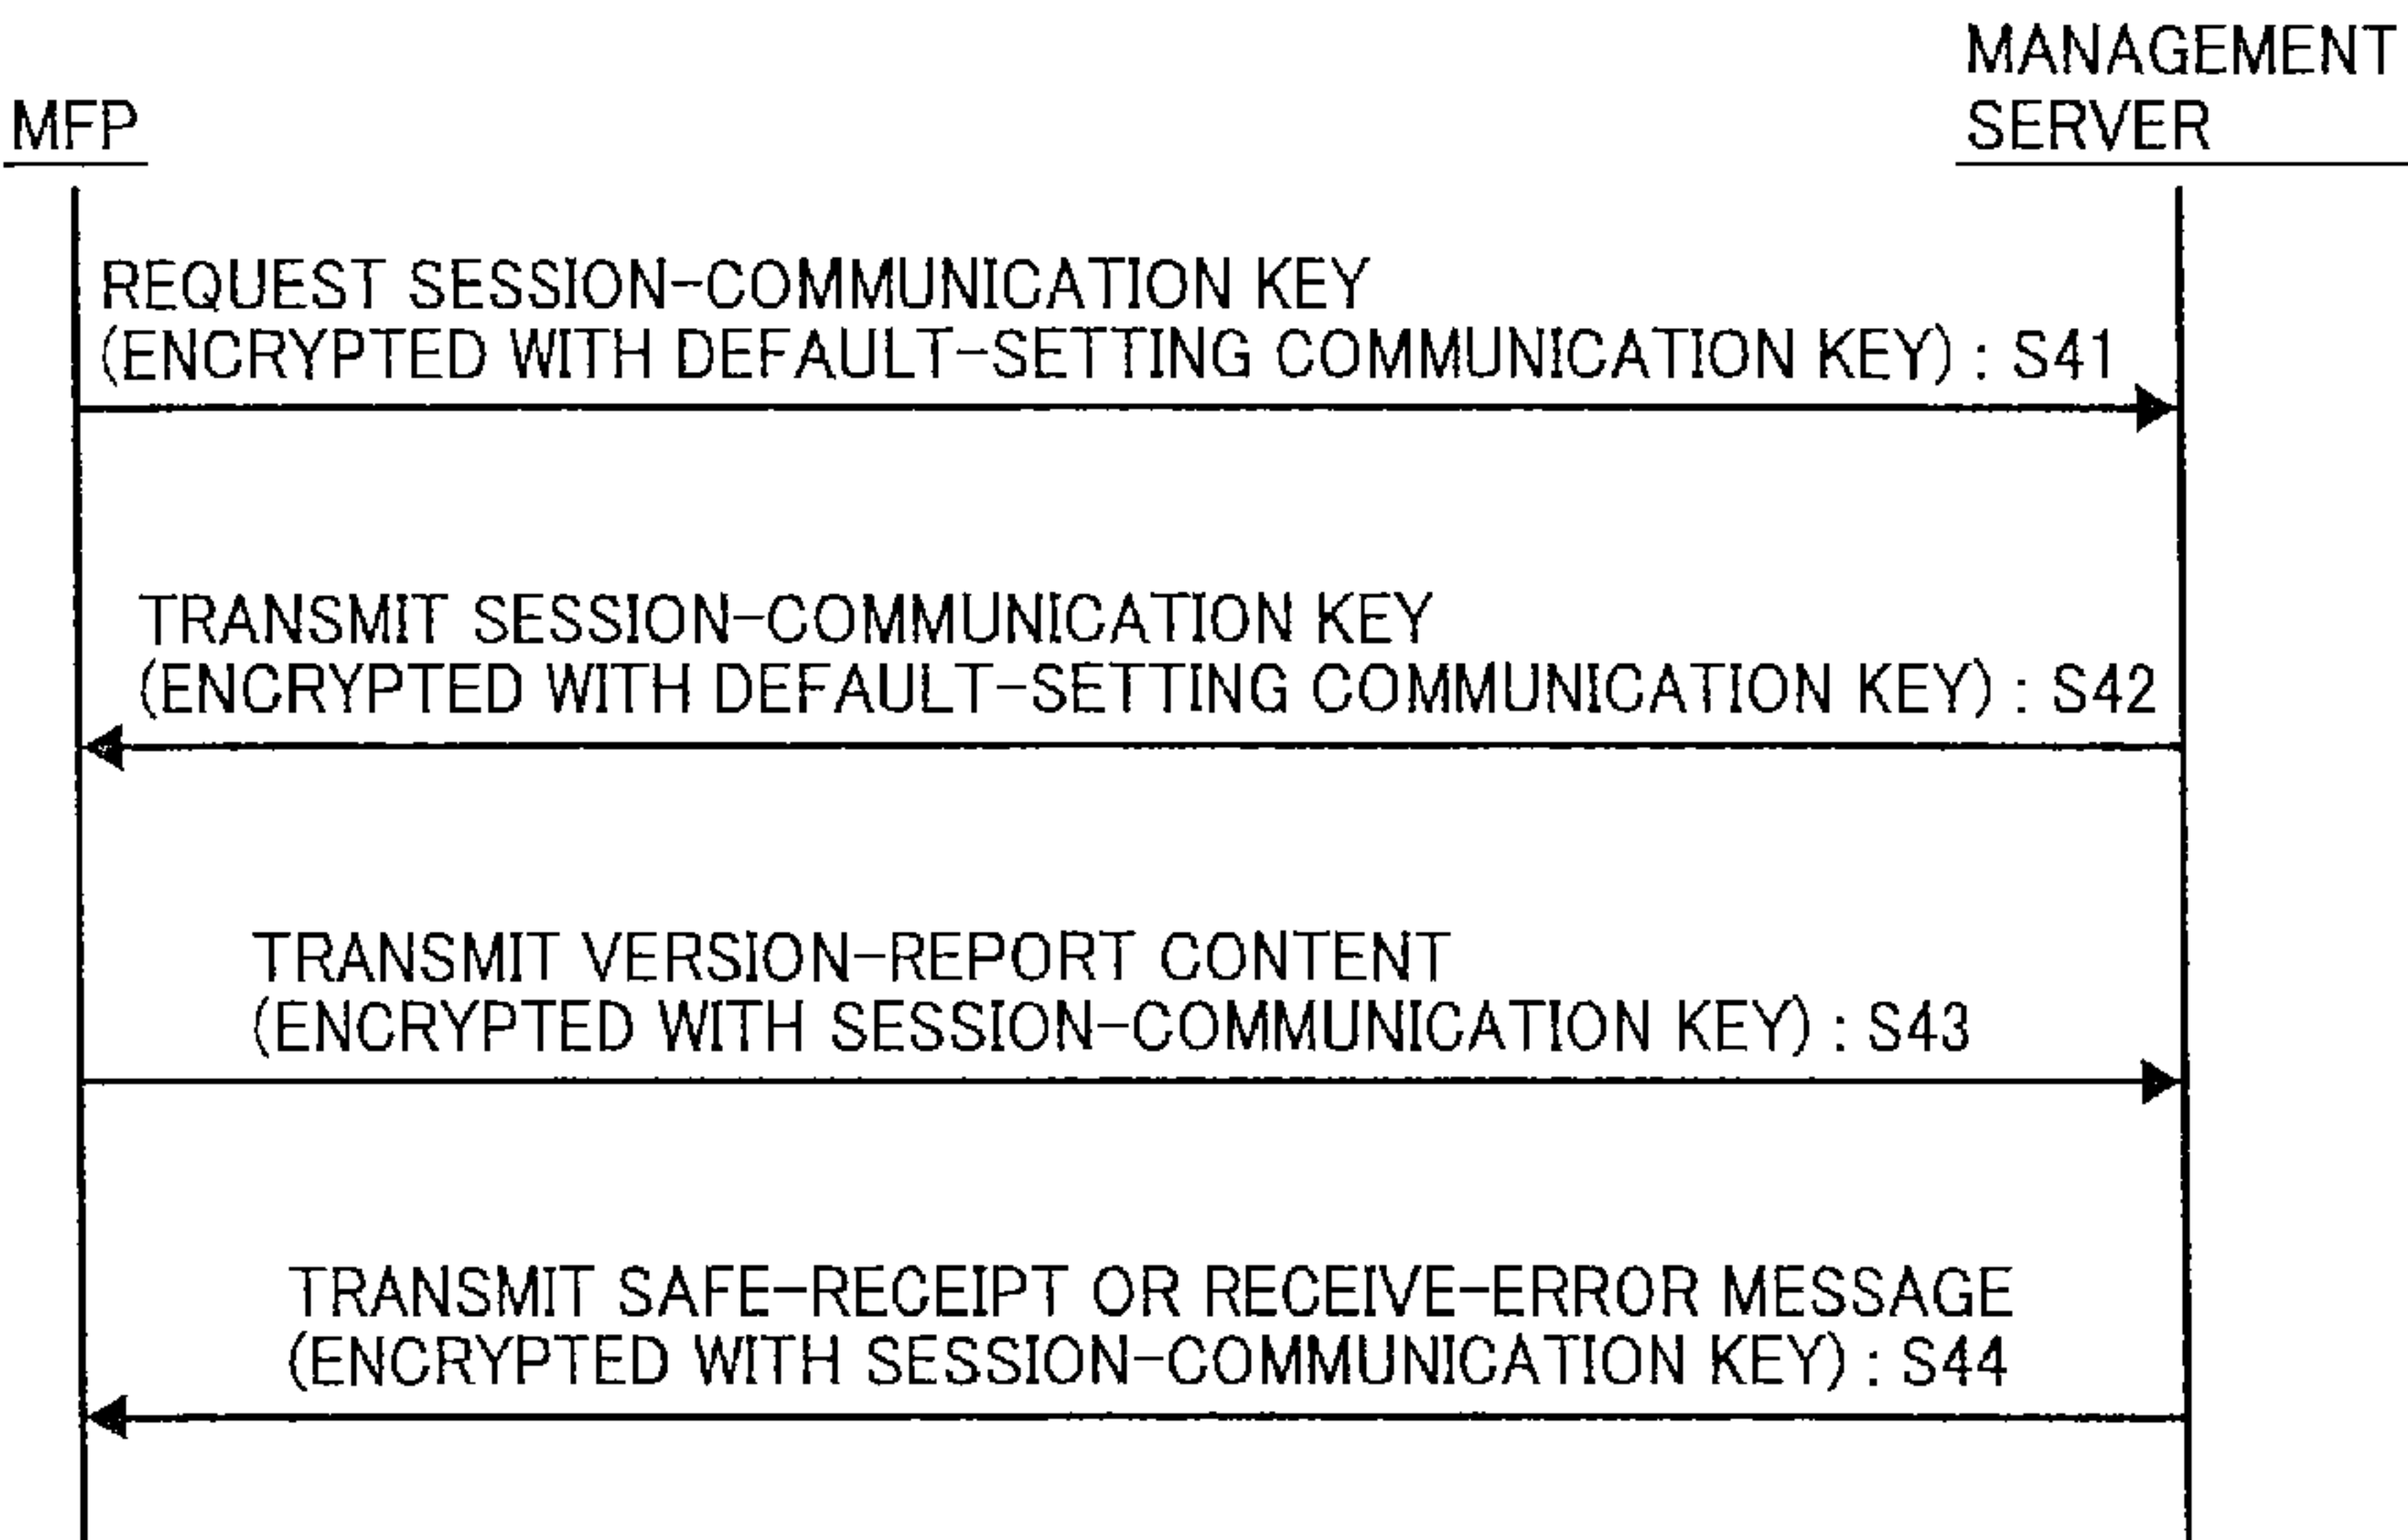 MFP
MANAGEMENT
SERVER
REQUEST SESSION-COMMUNICATION KEY
(ENCRYPTED WITH DEFAULT-SETTING COMMUNICATION KEY) : S41
TRANSMIT SESSION-COMMUNICATION KEY
(ENCRYPTED WITH DEFAULT-SETTING COMMUNICATION KEY) : S42
TRANSMIT VERSION-REPORT CONTENT
(ENCRYPTED WITH SESSION-COMMUNICATION KEY) : S43
TRANSMIT SAFE-RECEIPT OR RECEIVE-ERROR MESSAGE
(ENCRYPTED WITH SESSION-COMMUNICATION KEY) : S44